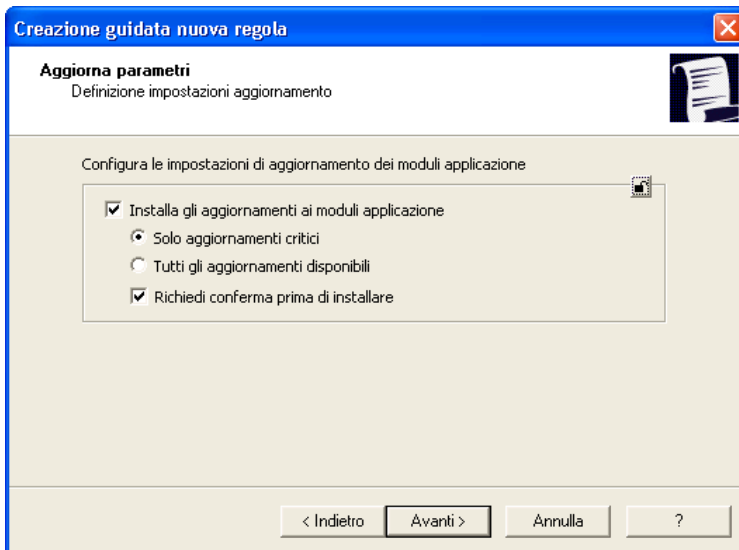 Creazione guidata nuova regola
Aggiorna parametri
Definizione impostazioni aggiornamento
Configura le impostazioni di aggiornamento dei moduli applicazione
Installa gli aggiornamenti ai moduli applicazione
Solo aggiornamenti critici
Tutti gli aggiornamenti disponibili
Richiedi conferma prima di installare
< Indietro
Avanti >
Annulla
?